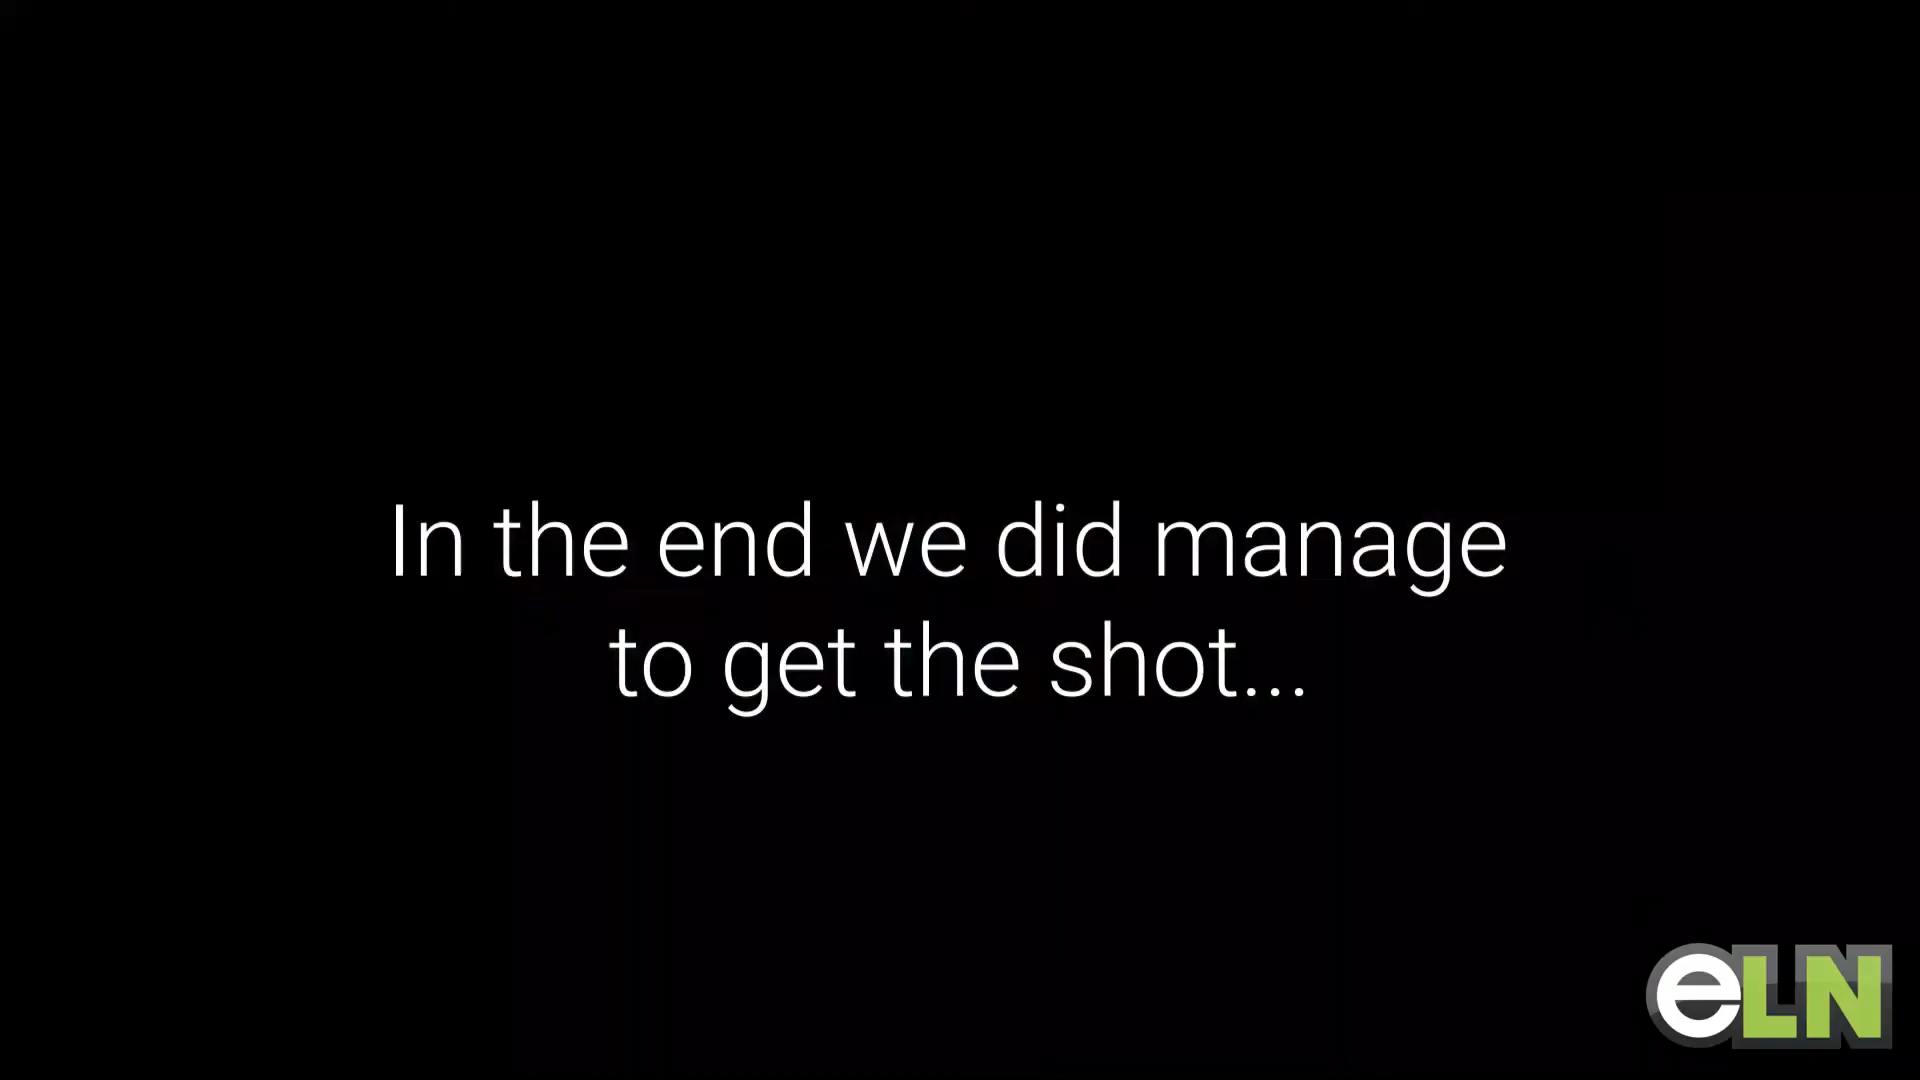 In the end we did manage
to get the shot...
eLN